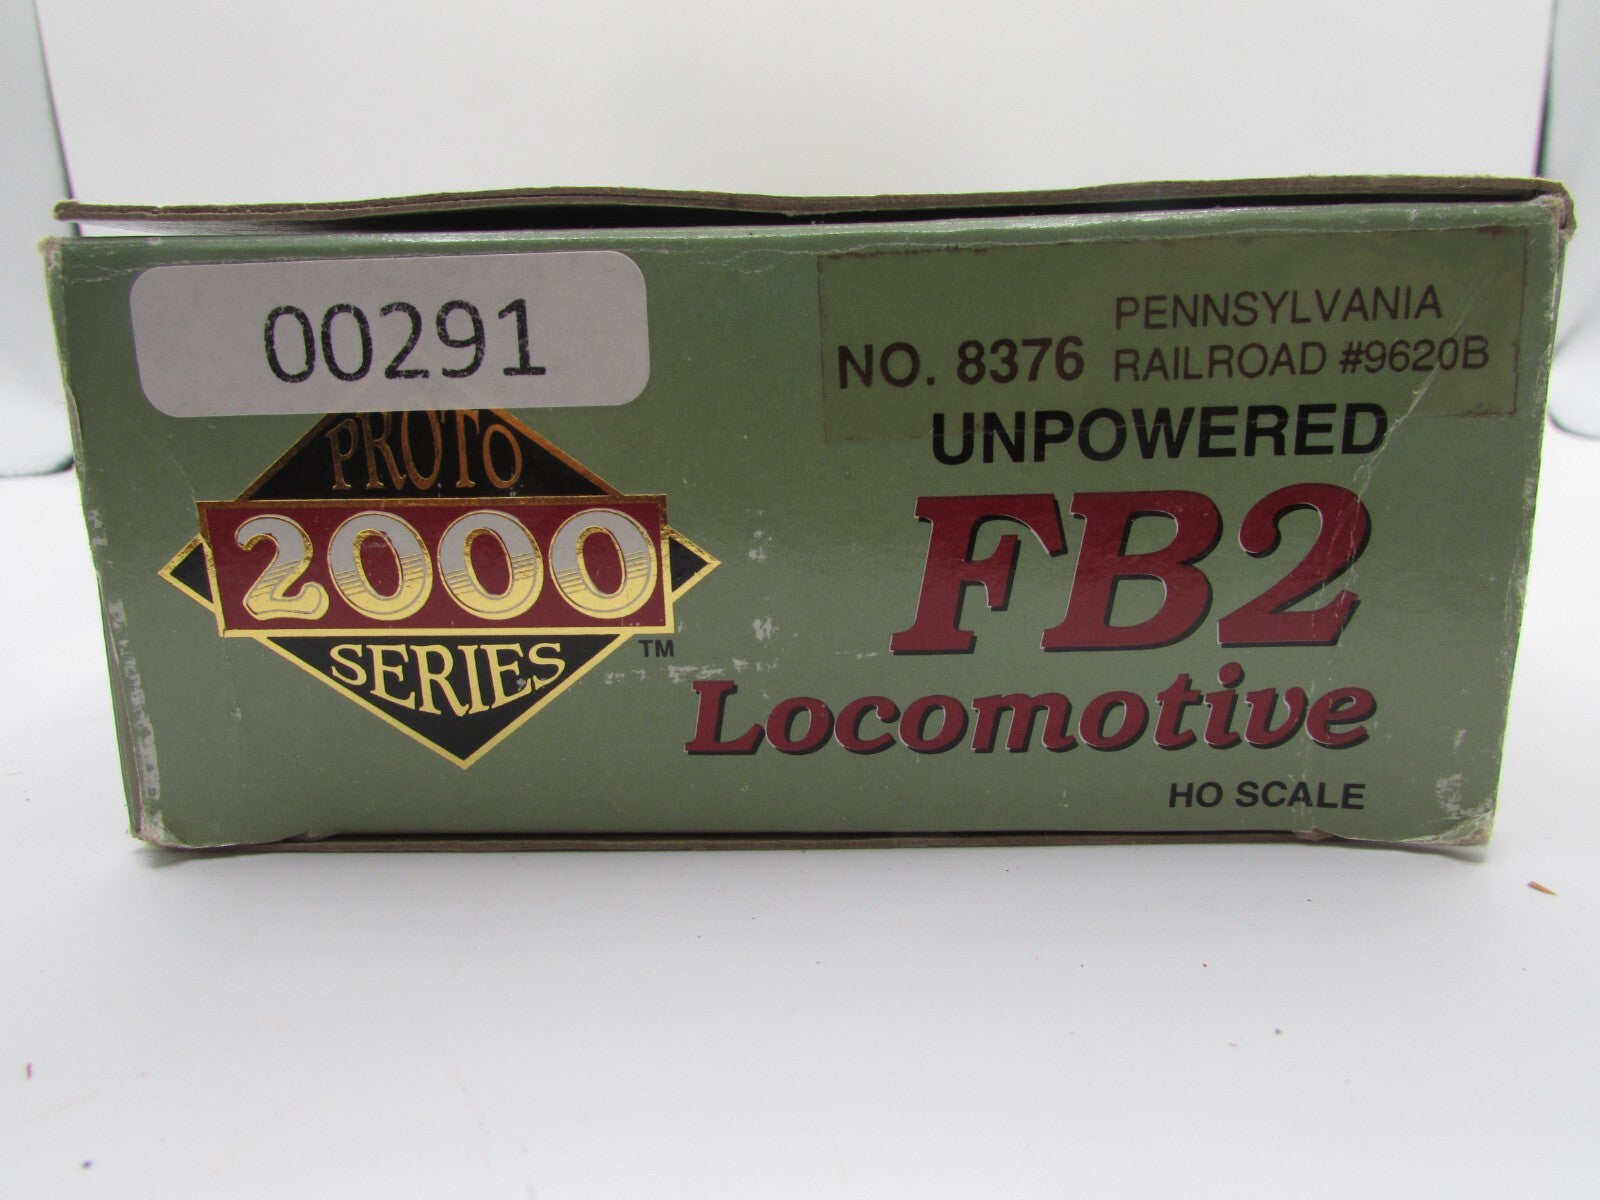 00291
PROTO
2000
SERIES
TM
NO. 8376
PENNSYLVANIA
RAILROAD #9620B
UNPOWERED
FB2
Locomotive
HO SCALE